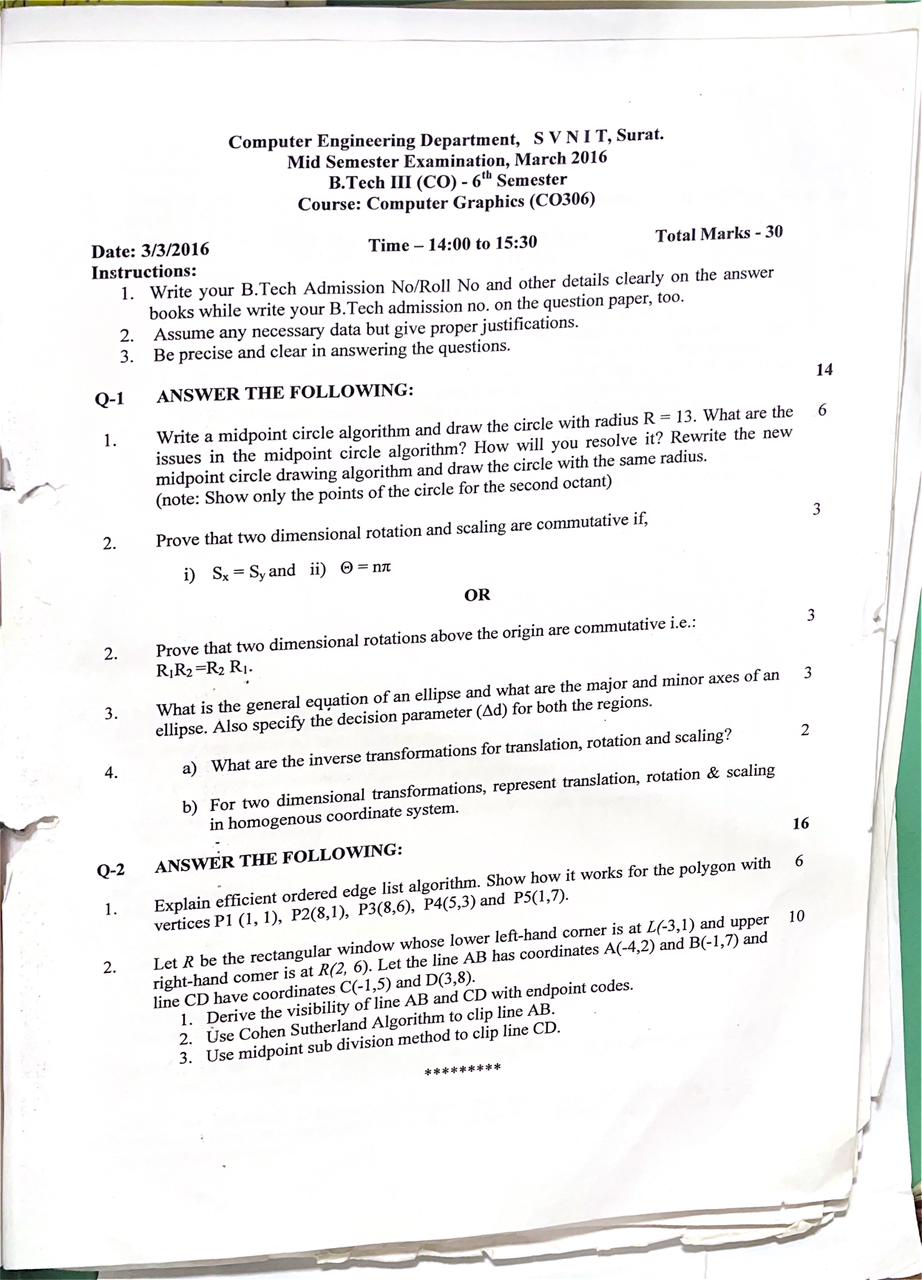 Computer Engineering Department, S V N I T, Surat.
Mid Semester Examination, March 2016
B.Tech III (CO) - 6th Semester
Course: Computer Graphics (CO306)
Date: 3/3/2016 Time – 14:00 to 15:30 Total Marks - 30
Instructions:
1. Write your B.Tech Admission No/Roll No and other details clearly on the answer
books while write your B.Tech admission no. on the question paper, too.
2. Assume any necessary data but give proper justifications.
3. Be precise and clear in answering the questions.
Q-1 ANSWER THE FOLLOWING: 14
1. Write a midpoint circle algorithm and draw the circle with radius R = 13. What are the 6
issues in the midpoint circle algorithm? How will you resolve it? Rewrite the new
midpoint circle drawing algorithm and draw the circle with the same radius.
(note: Show only the points of the circle for the second octant)
2. Prove that two dimensional rotation and scaling are commutative if, 3
i) Sx = Sy and ii) Θ = nπ
OR
2. Prove that two dimensional rotations above the origin are commutative i.e.: 3
R1R2 =R2 R1.
3. What is the general equation of an ellipse and what are the major and minor axes of an 3
ellipse. Also specify the decision parameter (Δd) for both the regions.
4. a) What are the inverse transformations for translation, rotation and scaling? 2
b) For two dimensional transformations, represent translation, rotation & scaling
in homogenous coordinate system.
16
Q-2 ANSWER THE FOLLOWING:
1. Explain efficient ordered edge list algorithm. Show how it works for the polygon with 6
vertices P1 (1, 1), P2(8,1), P3(8,6), P4(5,3) and P5(1,7).
2. Let R be the rectangular window whose lower left-hand corner is at L(-3,1) and upper 10
right-hand comer is at R(2, 6). Let the line AB has coordinates A(-4,2) and B(-1,7) and
line CD have coordinates C(-1,5) and D(3,8).
1. Derive the visibility of line AB and CD with endpoint codes.
2. Use Cohen Sutherland Algorithm to clip line AB.
3. Use midpoint sub division method to clip line CD.
*********